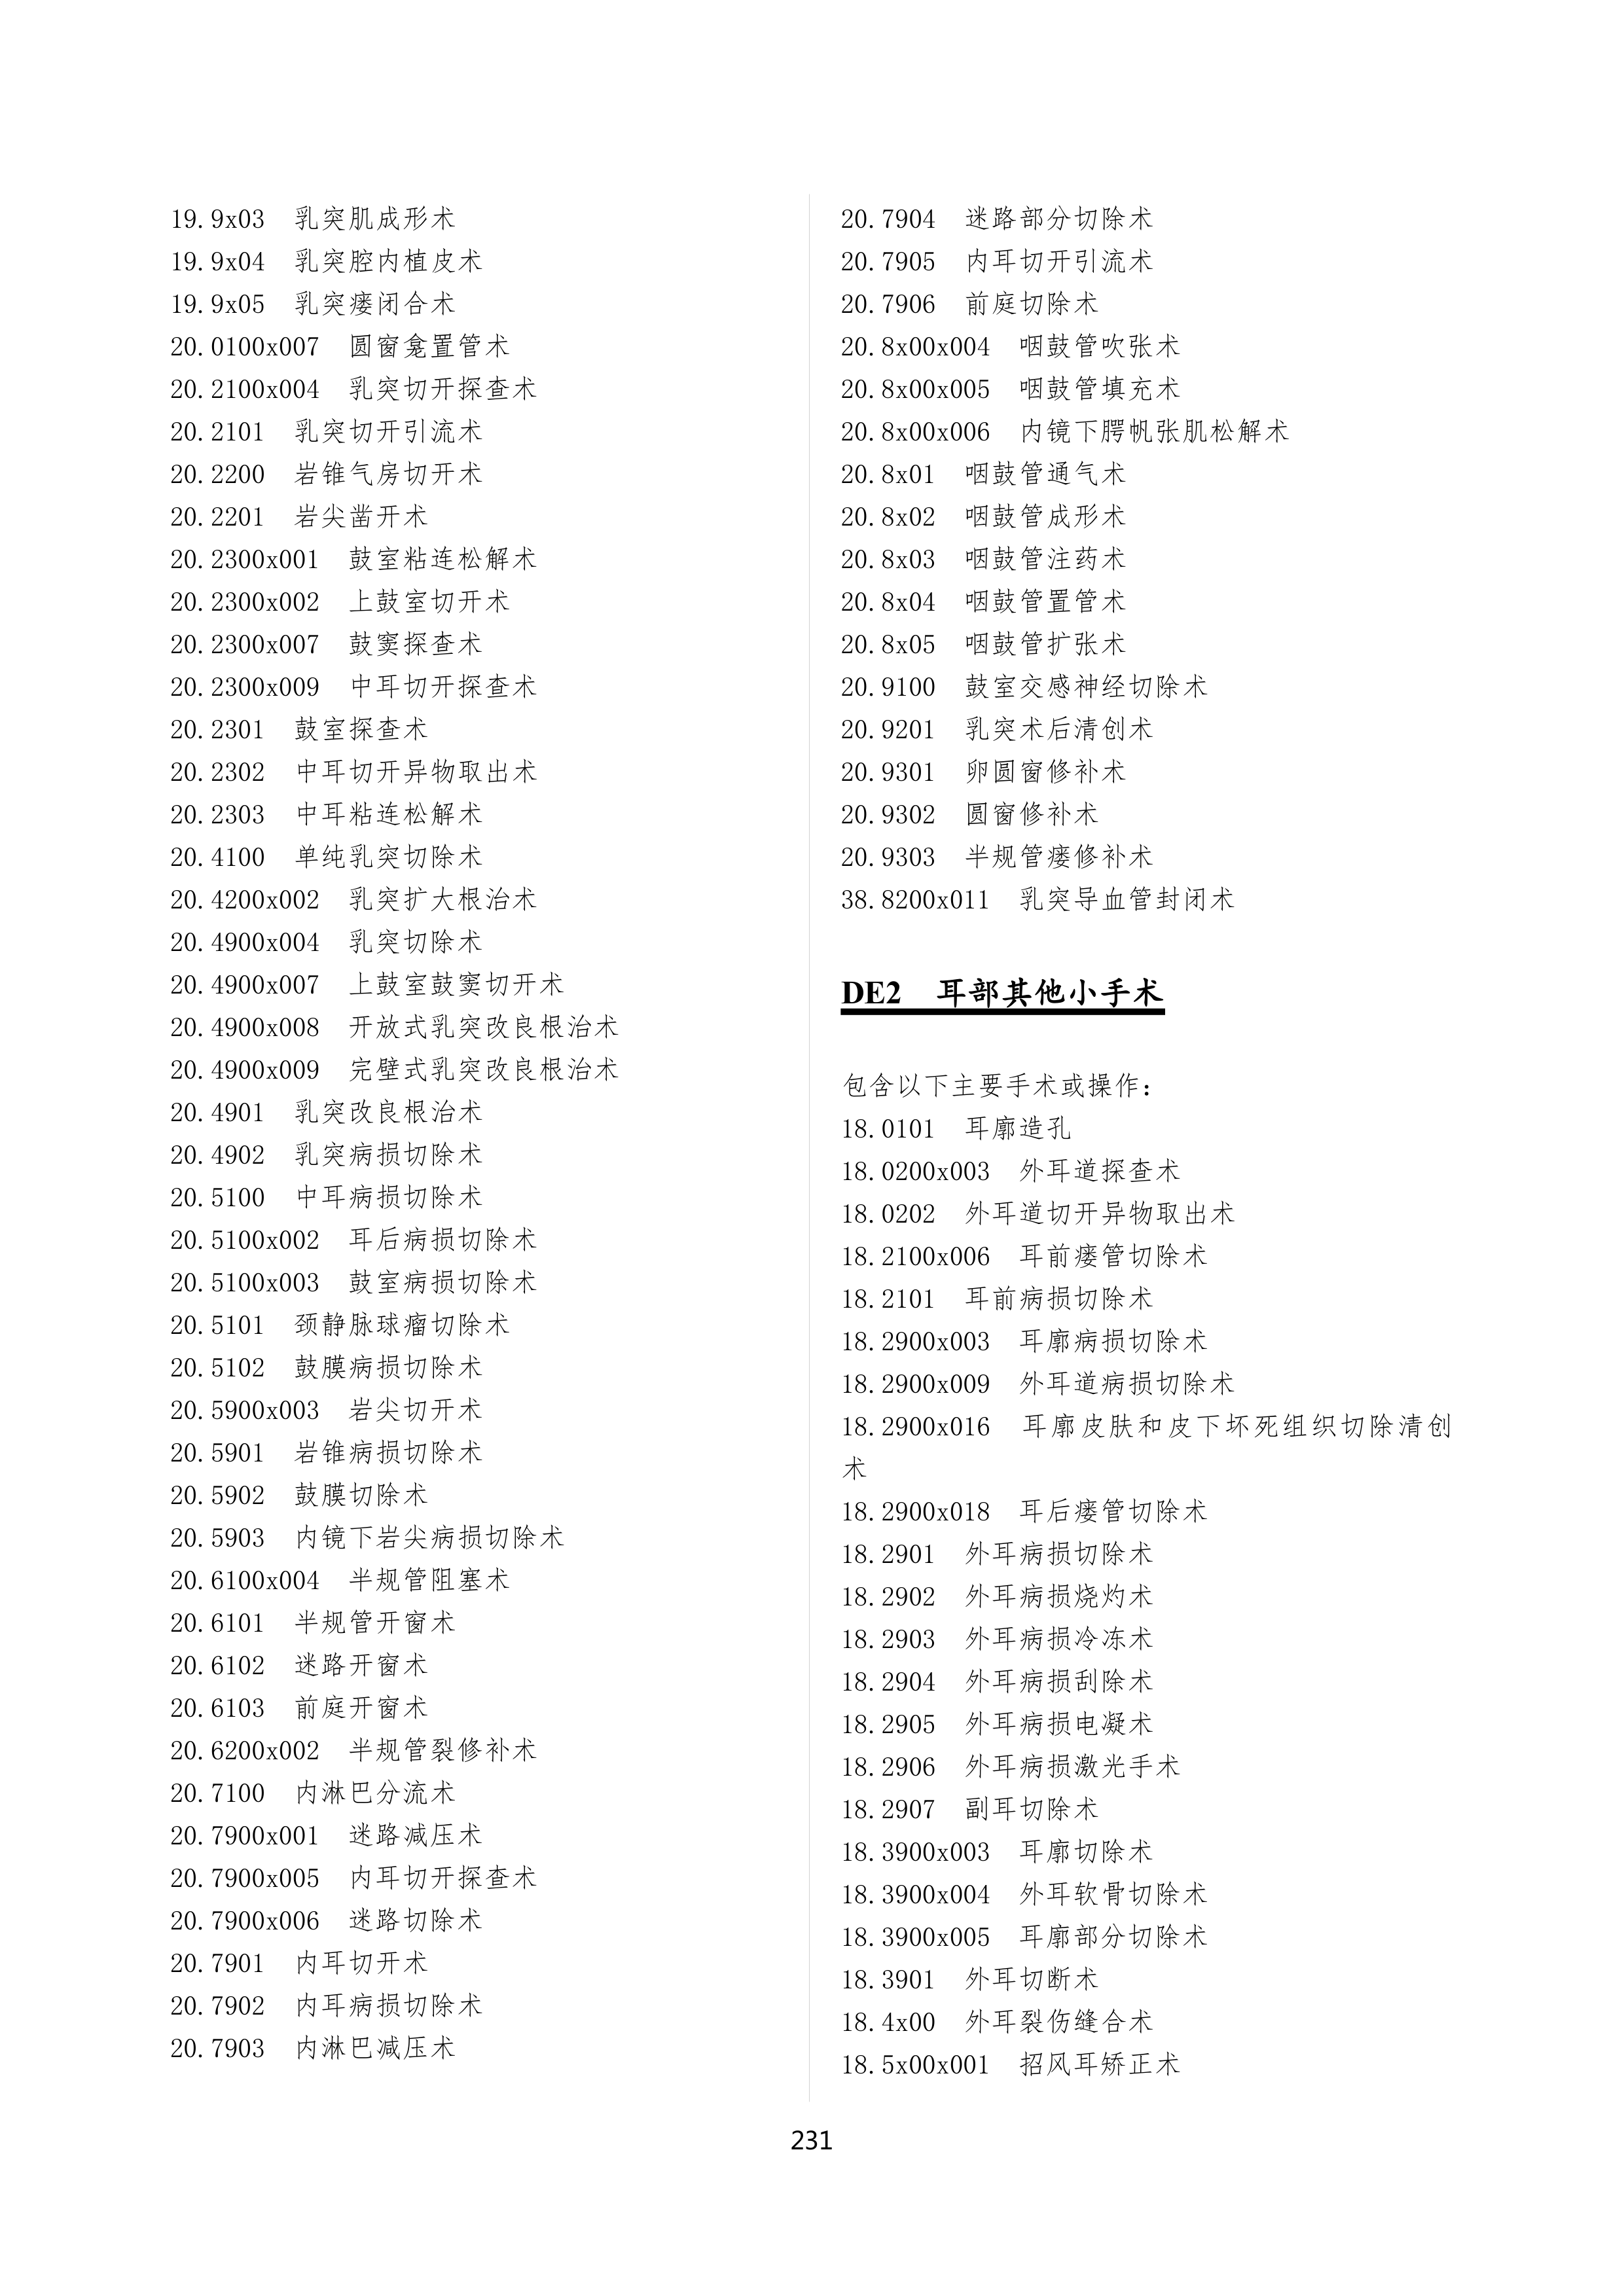 19.9x03 乳突肌成形术
19.9x04 乳突腔内植皮术
19.9x05 乳突瘘闭合术
20.0100x007 圆窗龛置管术
20.2100x004 乳突切开探查术
20.2101 乳突切开引流术
20.2200 岩锥气房切开术
20.2201 岩尖凿开术
20.2300x001 鼓室粘连松解术
20.2300x002 上鼓室切开术
20.2300x007 鼓窦探查术
20.2300x009 中耳切开探查术
20.2301 鼓室探查术
20.2302 中耳切开异物取出术
20.2303 中耳粘连松解术
20.4100 单纯乳突切除术
20.4200x002 乳突扩大根治术
20.4900x004 乳突切除术
20.4900x007 上鼓室鼓窦切开术
20.4900x008 开放式乳突改良根治术
20.4900x009 完壁式乳突改良根治术
20.4901 乳突改良根治术
20.4902 乳突病损切除术
20.5100 中耳病损切除术
20.5100x002 耳后病损切除术
20.5100x003 鼓室病损切除术
20.5101 颈静脉球瘤切除术
20.5102 鼓膜病损切除术
20.5900x003 岩尖切开术
20.5901 岩锥病损切除术
20.5902 鼓膜切除术
20.5903 内镜下岩尖病损切除术
20.6100x004 半规管阻塞术
20.6101 半规管开窗术
20.6102 迷路开窗术
20.6103 前庭开窗术
20.6200x002 半规管裂修补术
20.7100 内淋巴分流术
20.7900x001 迷路减压术
20.7900x005 内耳切开探查术
20.7900x006 迷路切除术
20.7901 内耳切开术
20.7902 内耳病损切除术
20.7903 内淋巴减压术
20.7904 迷路部分切除术
20.7905 内耳切开引流术
20.7906 前庭切除术
20.8x00x004 咽鼓管吹张术
20.8x00x005 咽鼓管填充术
20.8x00x006 内镜下腭帆张肌松解术
20.8x01 咽鼓管通气术
20.8x02 咽鼓管成形术
20.8x03 咽鼓管注药术
20.8x04 咽鼓管置管术
20.8x05 咽鼓管扩张术
20.9100 鼓室交感神经切除术
20.9201 乳突术后清创术
20.9301 卵圆窗修补术
20.9302 圆窗修补术
20.9303 半规管瘘修补术
38.8200x011 乳突导血管封闭术
DE2 耳部其他小手术
包含以下主要手术或操作：
18.0101 耳廓造孔
18.0200x003 外耳道探查术
18.0202 外耳道切开异物取出术
18.2100x006 耳前瘘管切除术
18.2101 耳前病损切除术
18.2900x003 耳廓病损切除术
18.2900x009 外耳道病损切除术
18.2900x016 耳廓皮肤和皮下坏死组织切除清创
术
18.2900x018 耳后瘘管切除术
18.2901 外耳病损切除术
18.2902 外耳病损烧灼术
18.2903 外耳病损冷冻术
18.2904 外耳病损刮除术
18.2905 外耳病损电凝术
18.2906 外耳病损激光手术
18.2907 副耳切除术
18.3900x003 耳廓切除术
18.3900x004 外耳软骨切除术
18.3900x005 耳廓部分切除术
18.3901 外耳切断术
18.4x00 外耳裂伤缝合术
18.5x00x001 招风耳矫正术
231